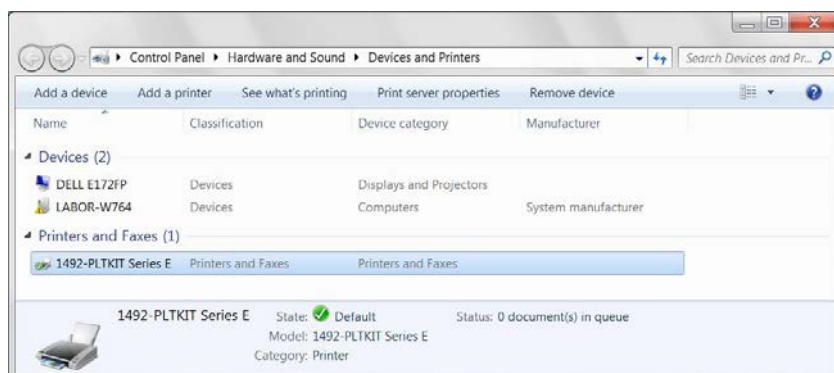 Control Panel ▸ Hardware and Sound ▸ Devices and Printers Search Devices and Pr...
Add a device Add a printer See what's printing Print server properties Remove device
Name Classification Device category Manufacturer
Devices (2)
DELL E172FP Devices Displays and Projectors
LABOR-W764 Devices Computers System manufacturer
Printers and Faxes (1)
1492-PLTKIT Series E Printers and Faxes Printers and Faxes
1492-PLTKIT Series E State: Default Status: 0 document(s) in queue
Model: 1492-PLTKIT Series E
Category: Printer